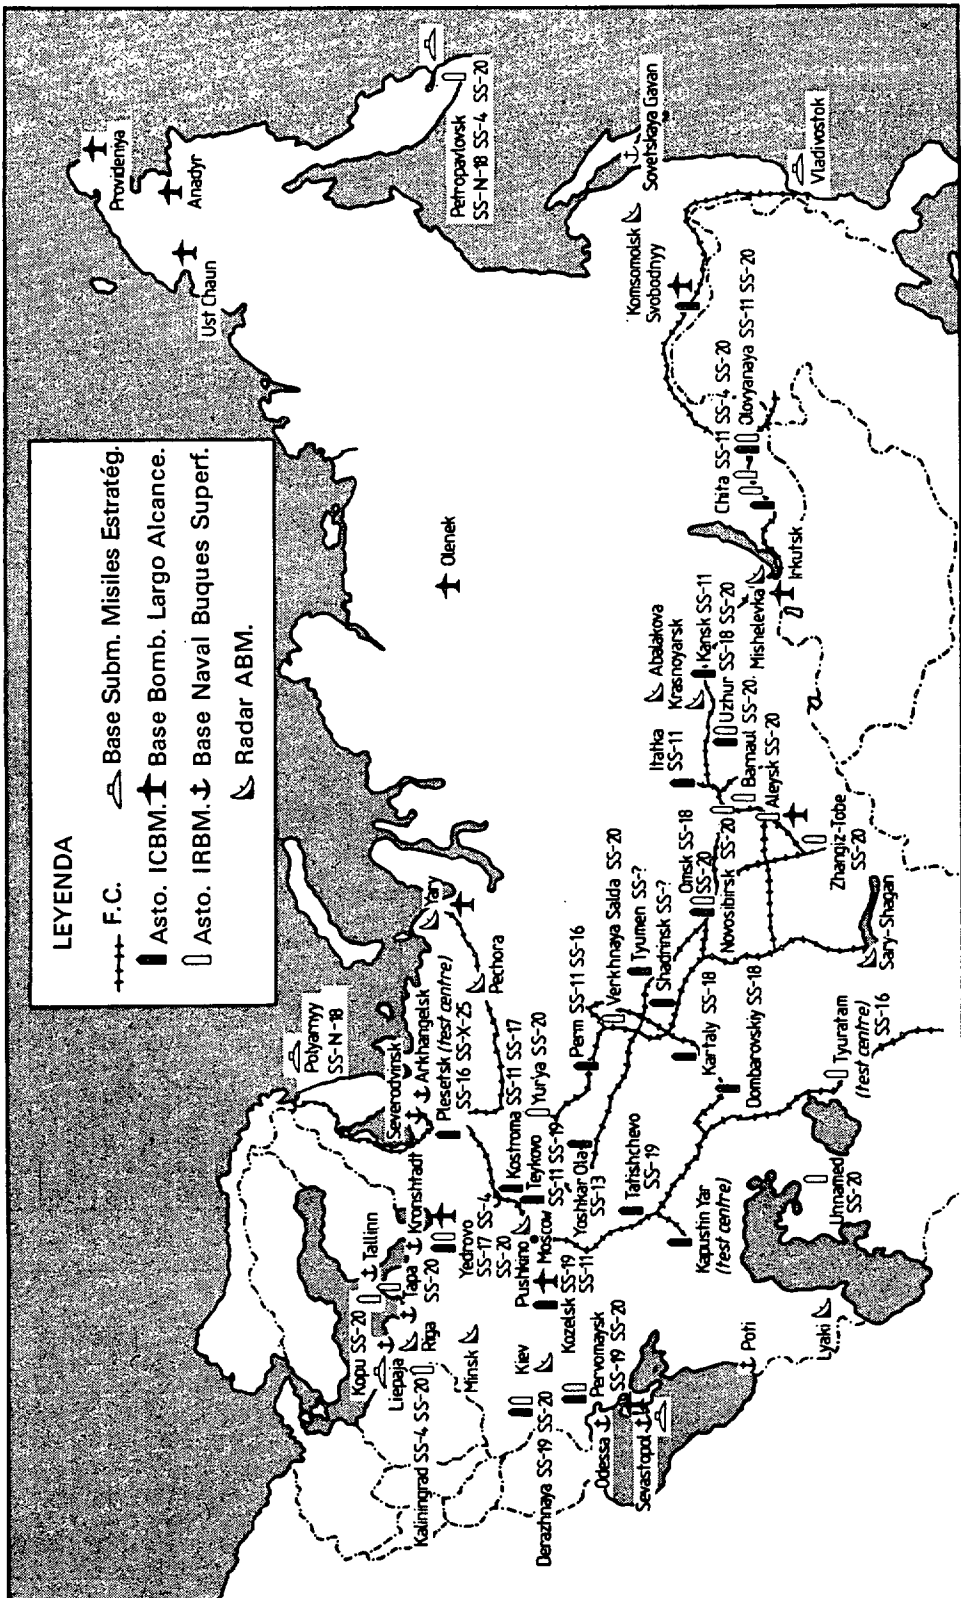 LEYENDA
F.C.
Base Subm. Misiles Estratég.
Asto. ICBM.
Base Bomb. Largo Alcance.
Asto. IRBM.
Base Naval Buques Superf.
Radar ABM.
Polyarnyy
SS-N-18
Severodvinsk
Arkhangelsk
Plesetsk (test centre)
SS-16 SS-X-25
Yary
Pechora
Olenek
Ust Chaun
Anadyr
Provideniya
Petropavlovsk
SS-N-18 SS-4 SS-20
Kopu SS-20
Tallinn
Tapa
SS-20
Kronshtadt
Liepaja
Riga
Kaliningrad SS-4 SS-20
Minsk
Yedrovo
SS-17 SS-4
SS-20
Kostroma SS-11 SS-17
Teykovo
SS-11 SS-19
Yurya SS-20
Pushkino
Moscow
Yoshkar Ola
SS-13
Kozelsk SS-19
SS-11
Kiev
Derazhnaya SS-19 SS-20
Pervomaysk
SS-19 SS-20
Odessa
Sevastopol
Tatishchevo
SS-19
Kapustin Yar
(test centre)
Perm SS-11 SS-16
Verkhnaya Salda SS-20
Tyumen SS-?
Shadrinsk SS-?
Omsk SS-18
SS-20
Novosibirsk SS-20
Kartaly SS-18
Dombarovskiy SS-18
Tyuratam
(test centre) SS-16
Unnamed
SS-20
Poti
Lyaki
Sary-Shagan
Zhangiz-Tobe
SS-20
Aleysk SS-20
Barnaul SS-20.
Uzhur SS-18 SS-20
Itatka
SS-11
Abalakova
Krasnoyarsk
Kansk SS-11
Mishelevka
Irkutsk
Chita SS-11 SS-4 SS-20
Olovyanaya SS-11 SS-20
Komsomolsk
Svobodnyy
Sovetskaya Gavan
Vladivostok